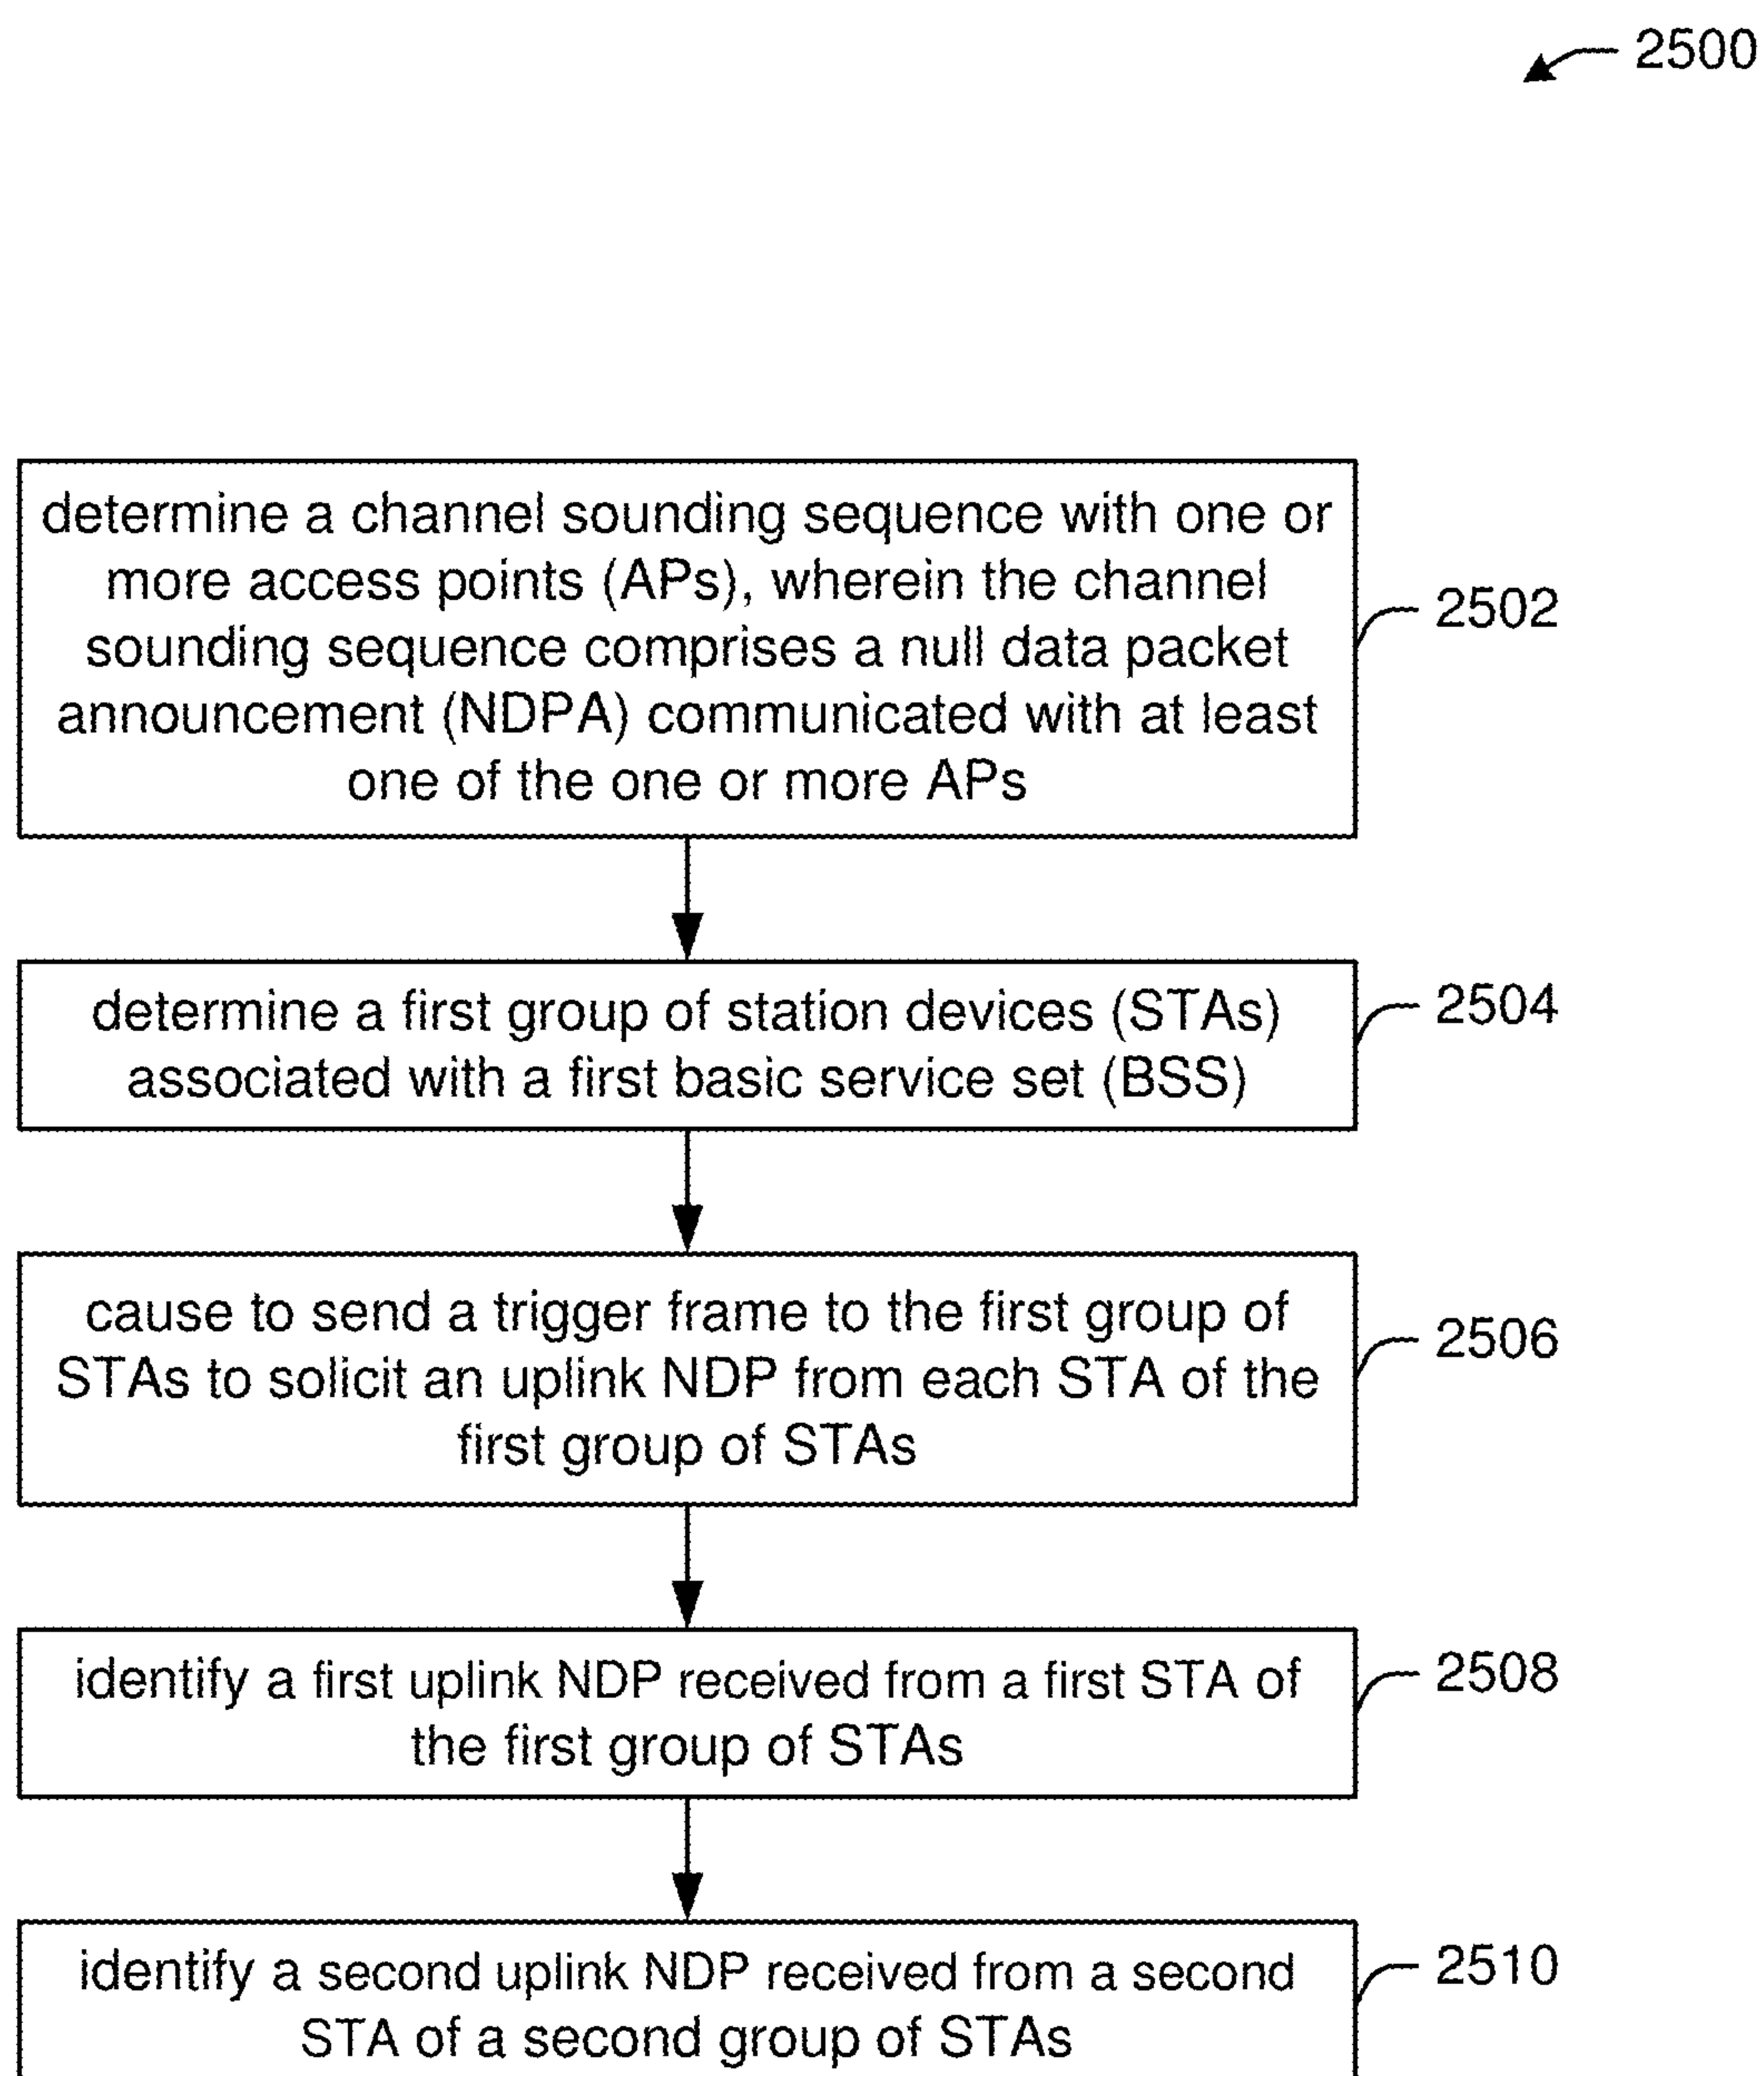 2500
determine a channel sounding sequence with one or
more access points (APs), wherein the channel
sounding sequence comprises a null data packet
announcement (NDPA) communicated with at least
one of the one or more APs
2502
determine a first group of station devices (STAs)
associated with a first basic service set (BSS)
2504
cause to send a trigger frame to the first group of
STAs to solicit an uplink NDP from each STA of the
first group of STAs
2506
identify a first uplink NDP received from a first STA of
the first group of STAs
2508
identify a second uplink NDP received from a second
STA of a second group of STAs
2510